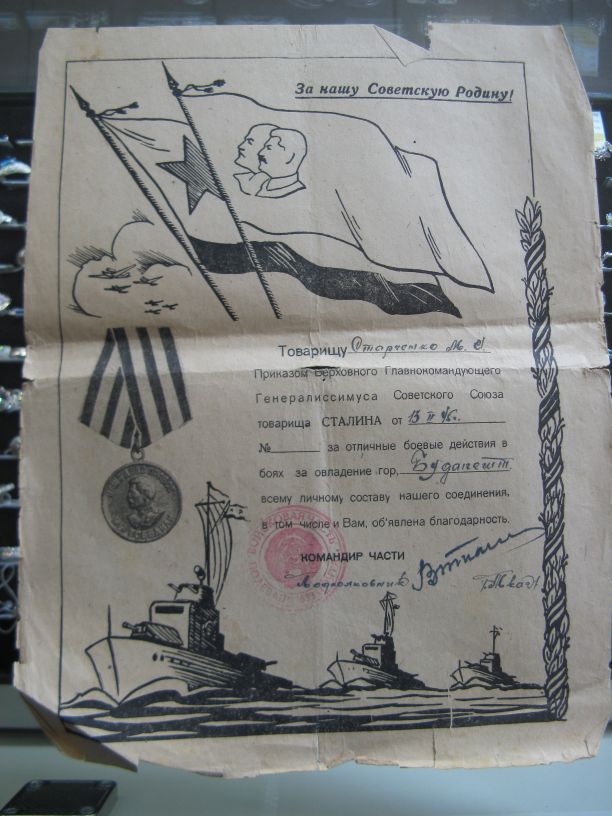 За нашу Советскую Родину!
Товарищу Старченко М.
Приказом Верховного Главнокомандующего
Генералиссимуса Советского Союза
товарища СТАЛИНА от 13 II 46г.
№ за отличные боевые действия в
боях за овладение гор, Будапешт
всему личному составу нашего соединения,
в том числе и Вам, об'явлена благодарность.
КОМАНДИР ЧАСТИ
Подполковник